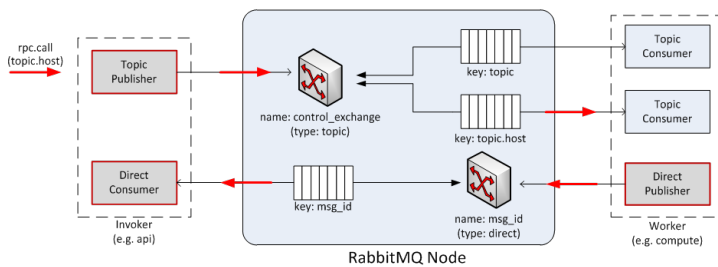 rpc.call
(topic.host)
Topic
Publisher
name: control_exchange
(type: topic)
key: topic
key: topic.host
Topic
Consumer
Topic
Consumer
Direct
Consumer
key: msg_id
name: msg_id
(type: direct)
Direct
Publisher
Invoker
(e.g. api)
Worker
(e.g. compute)
RabbitMQ Node